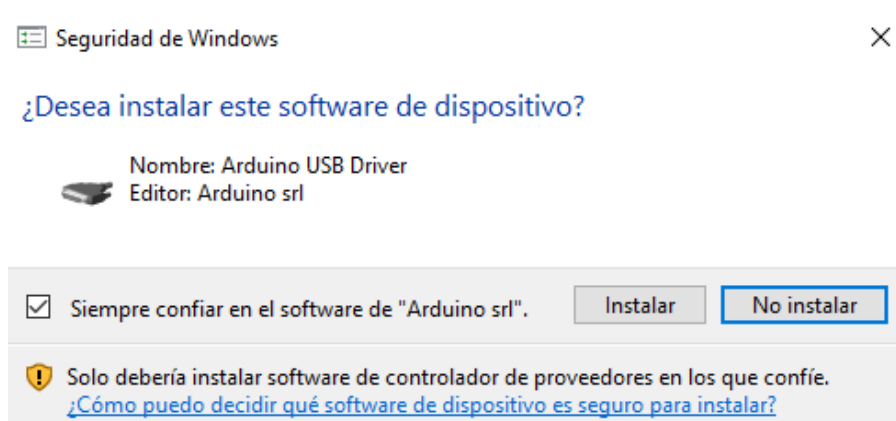 Seguridad de Windows
¿Desea instalar este software de dispositivo?
Nombre: Arduino USB Driver
Editor: Arduino srl
Siempre confiar en el software de "Arduino srl".
Instalar
No instalar
Solo debería instalar software de controlador de proveedores en los que confíe.
¿Cómo puedo decidir qué software de dispositivo es seguro para instalar?